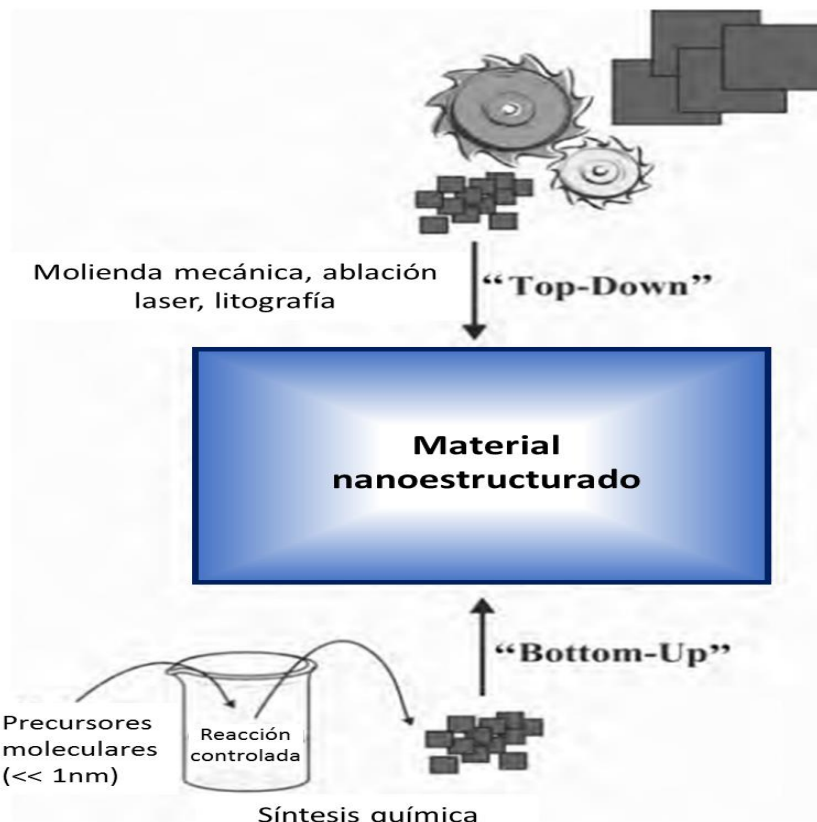 Molienda mecánica, ablación
laser, litografía
“Top-Down”
Material
nanoestructurado
“Bottom-Up”
Precursores
moleculares
(<< 1nm)
Reacción
controlada
Síntesis química